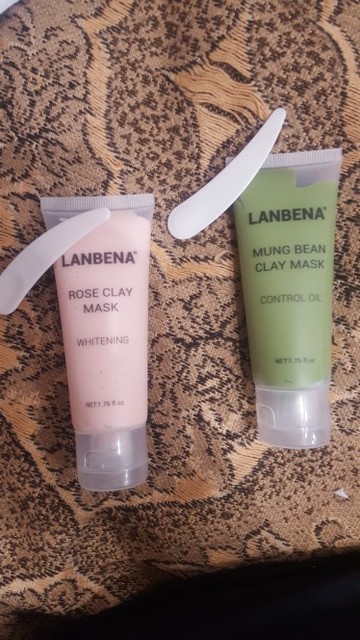 LANBENA®
ROSE CLAY
MASK
WHITENING
NET:1.76 fl oz
LANBENA®
MUNG BEAN
CLAY MASK
CONTROL OIL
NET:1.76 fl oz